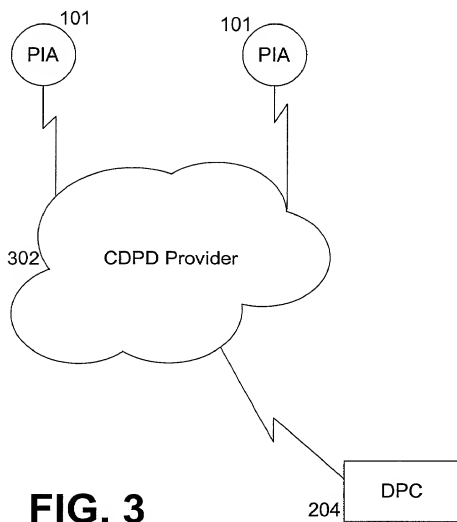 101
101
PIA
PIA
302
CDPD Provider
DPC
204
FIG. 3